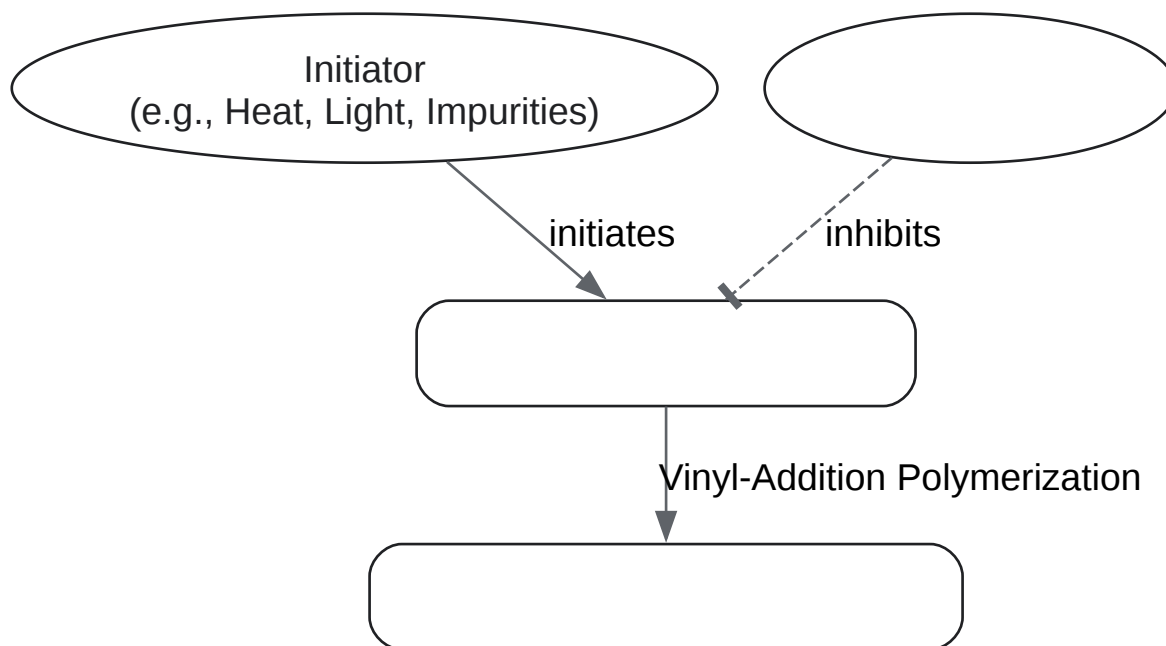 Initiator
(e.g., Heat, Light, Impurities)
initiates
inhibits
Vinyl-Addition Polymerization